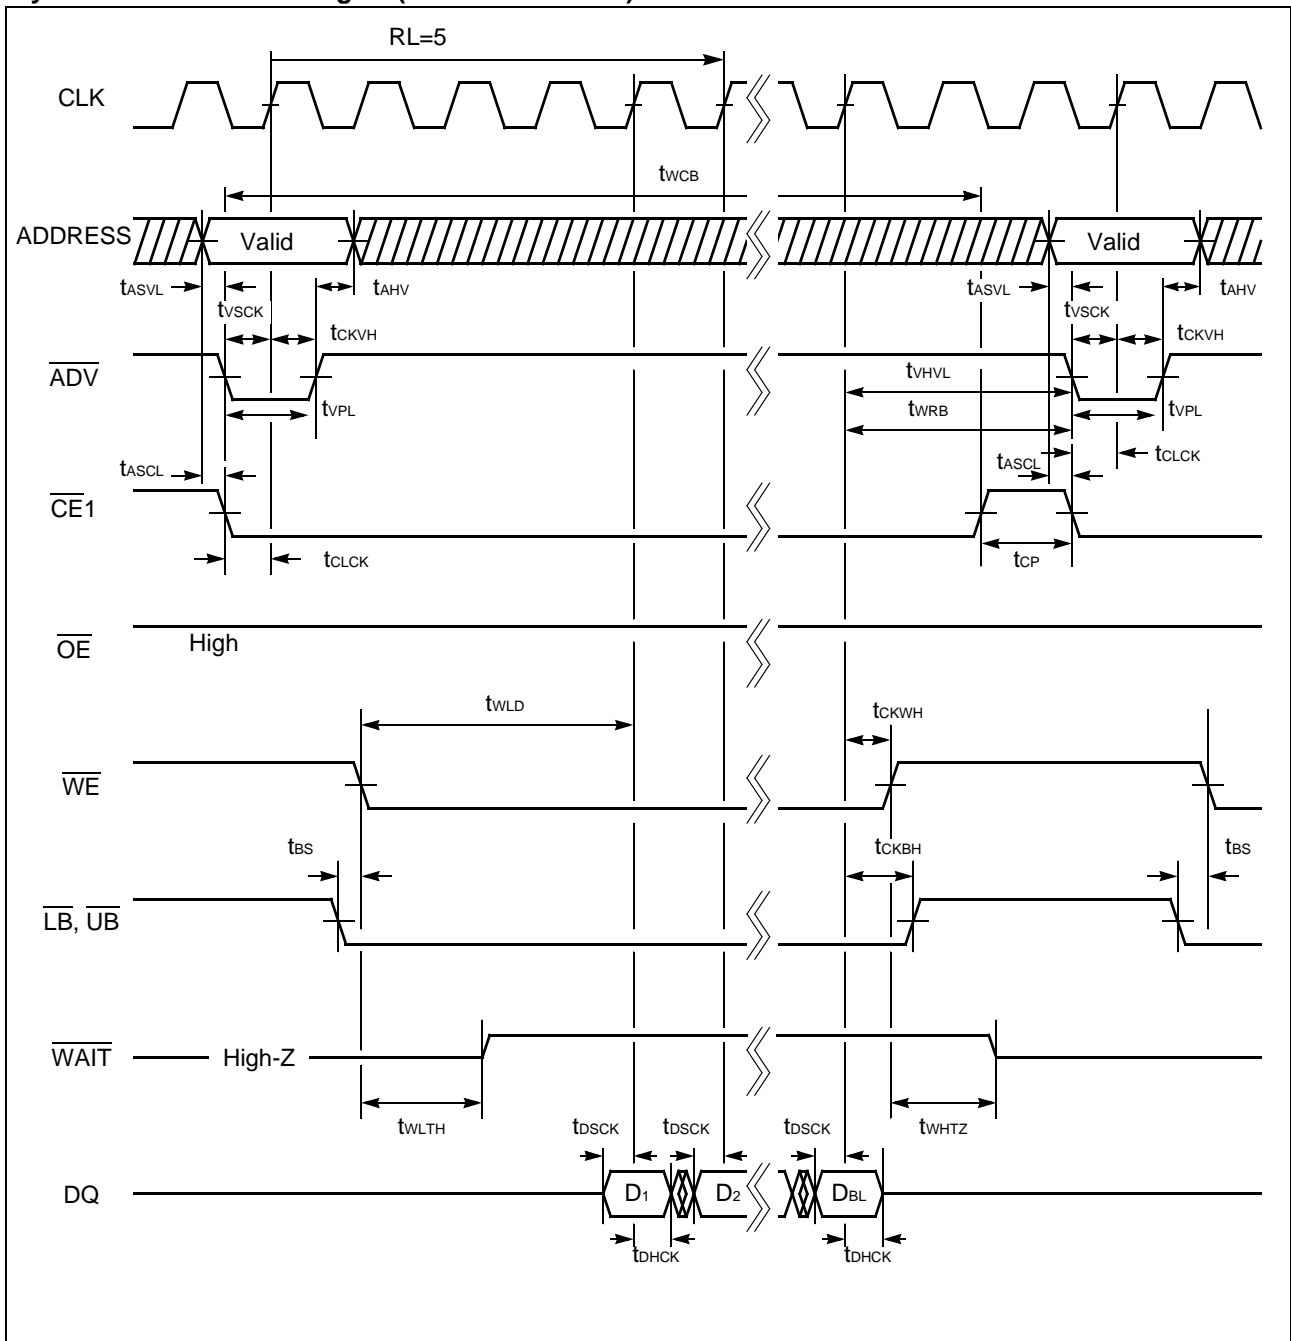 RL=5
CLK
tWCB
ADDRESS Valid Valid
tASVL tAHV tASVL tAHV
tVSCK tVSCK
tCKVH tCKVH
ADV tVHVL
tVPL tWRB tVPL
tASCL tASCL tCLCK
CE1
tCLCK tCP
OE High
tWLD tCKWH
WE
tBS tCKBH tBS
LB, UB
WAIT High-Z
tWLTH tDSCK tDSCK tDSCK tWHTZ
DQ D1 D2 DBL
tDHCK tDHCK